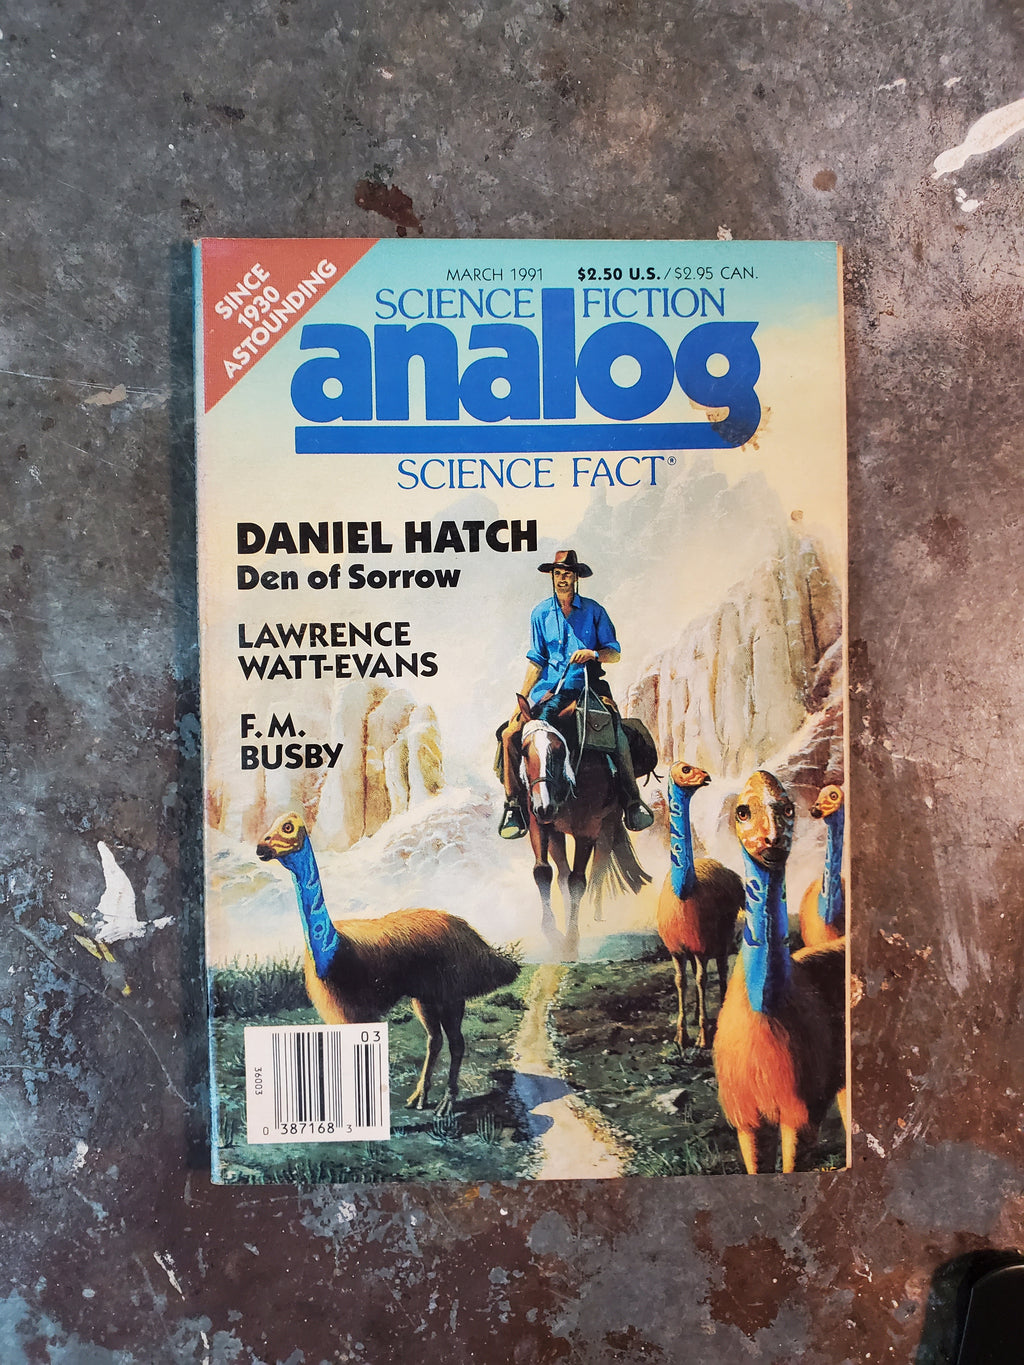 SINCE
1930
ASTOUNDING
MARCH 1991 $2.50 U.S./$2.95 CAN.
SCIENCE FICTION
analog
SCIENCE FACT®
DANIEL HATCH
Den of Sorrow
LAWRENCE
WATT-EVANS
F. M.
BUSBY
03
36003
0 387168 3